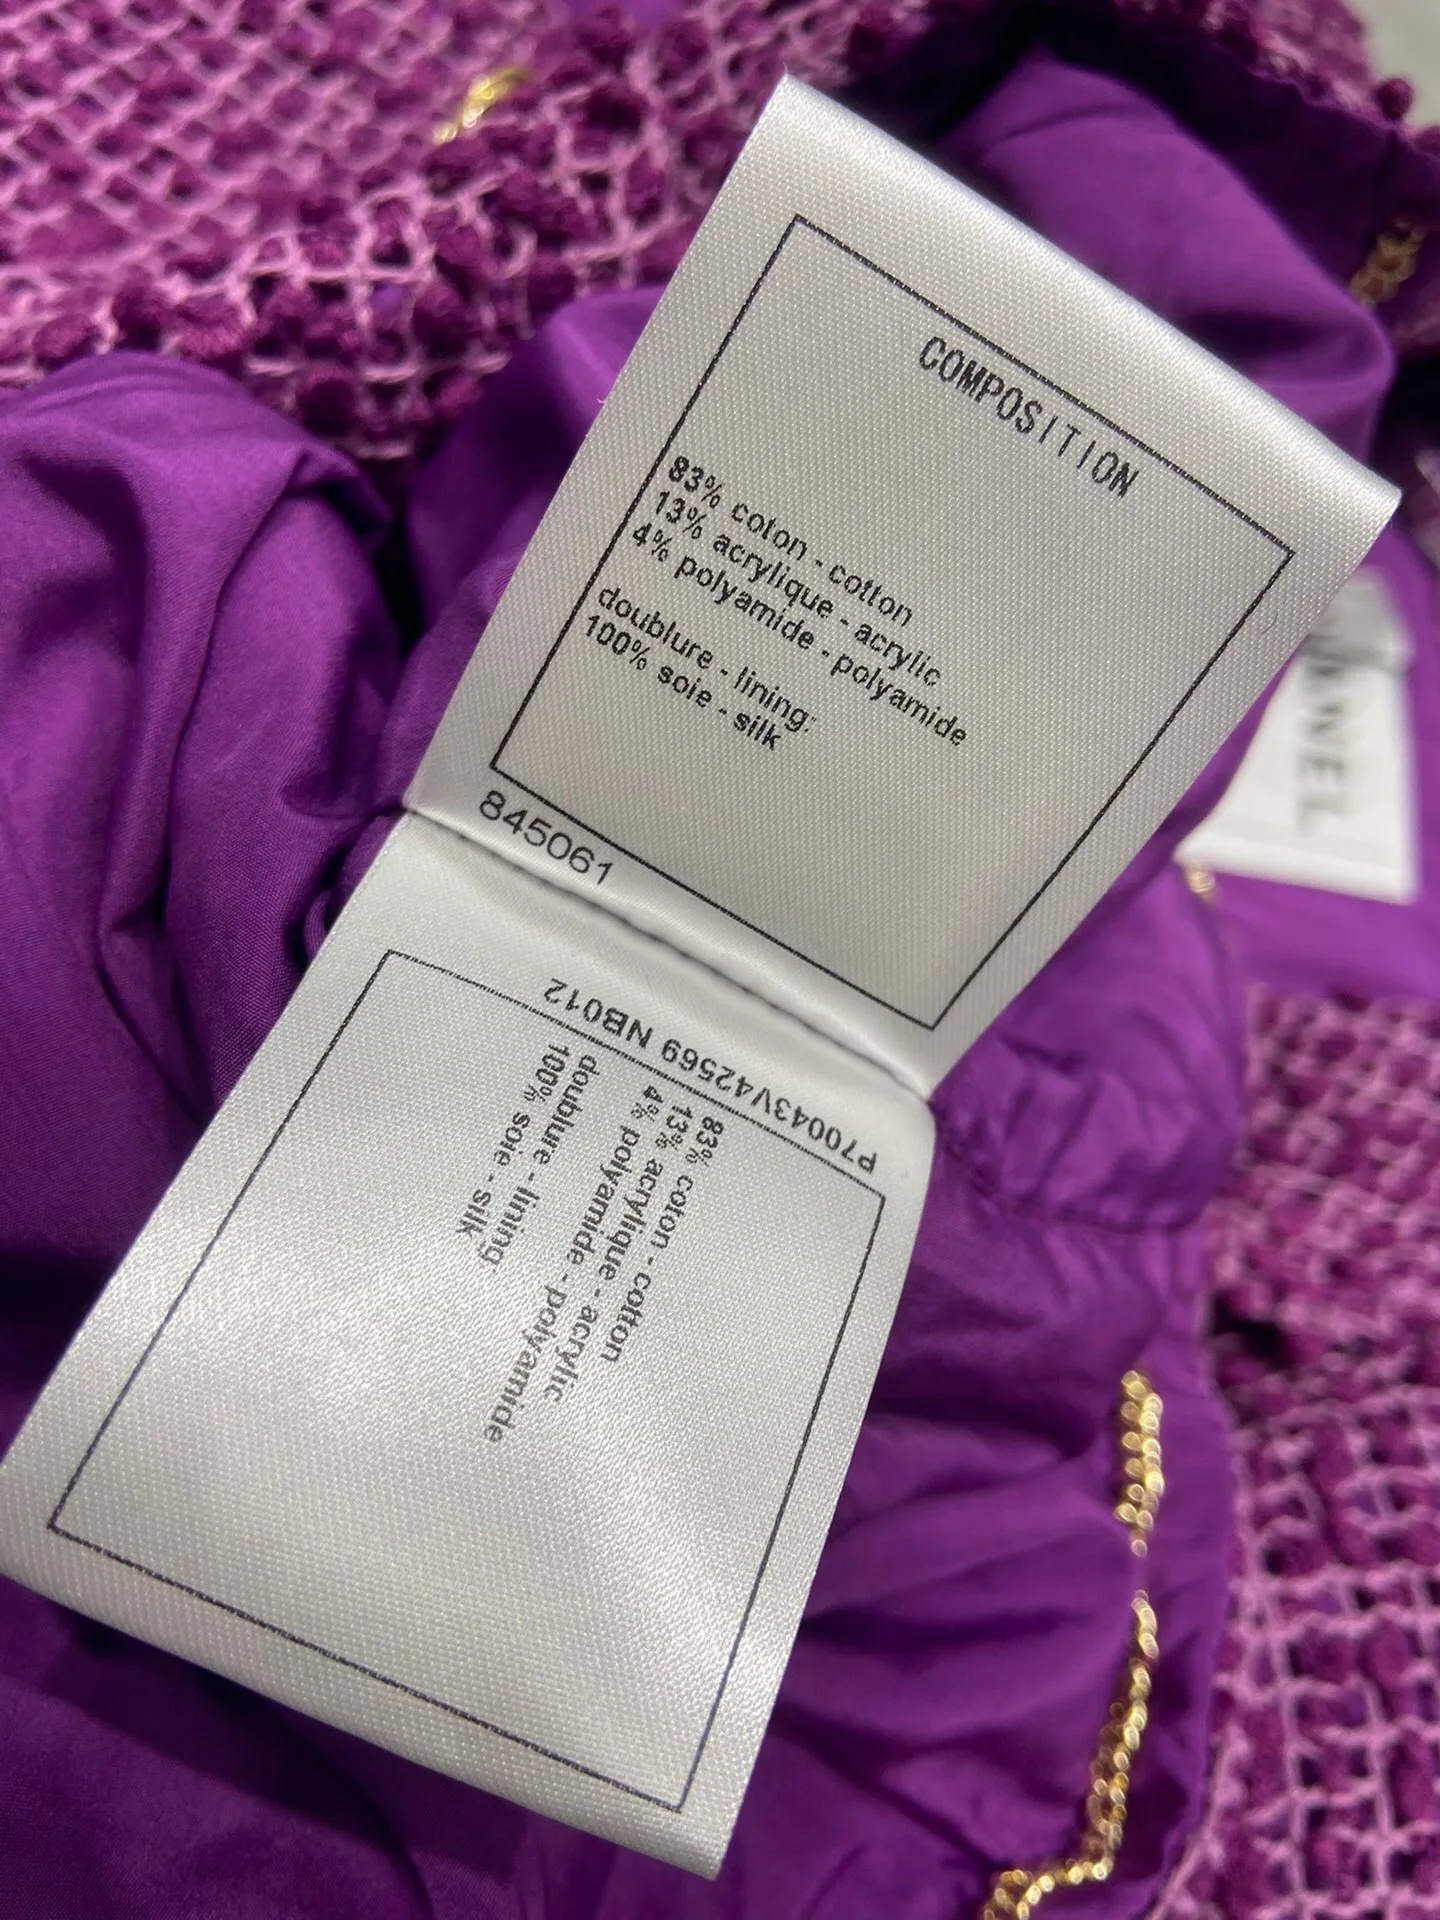 COMPOSITION
83% coton - cotton
13% acrylique - acrylic
4% polyamide - polyamide
doublure - lining:
100% soie - silk
845061
P70043V42569 NB012
83% coton - cotton
13% acrylique - acrylic
4% polyamide - polyamide
doublure - lining
100% soie - silk